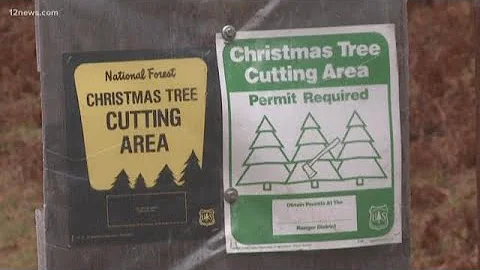 12news.com
National Forest
CHRISTMAS TREE
CUTTING
AREA
Christmas Tree
Cutting Area
Permit Required
Obtain Permits At The
Ranger District